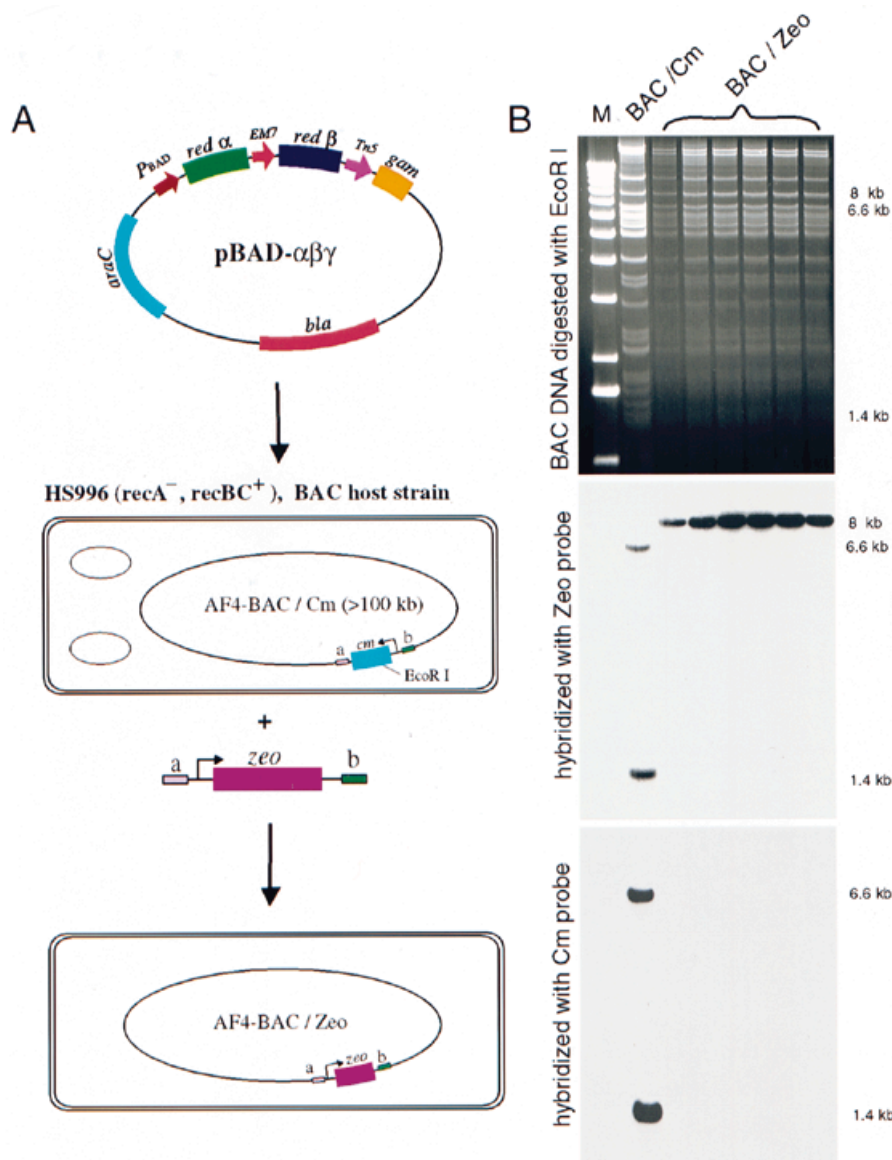 A
P BAD
red α
EM7
red β
Tn5
gam
araC
pBAD-αβγ
bla
HS996 (recA⁻, recBC⁺), BAC host strain
AF4-BAC / Cm (>100 kb)
a
cm
b
EcoR I
+
a
zeo
b
AF4-BAC / Zeo
a
zeo
b
B
M
BAC /Cm
BAC / Zeo
BAC DNA digested with EcoR I
8 kb
6.6 kb
1.4 kb
hybridized with Zeo probe
8 kb
6.6 kb
1.4 kb
hybridized with Cm probe
6.6 kb
1.4 kb